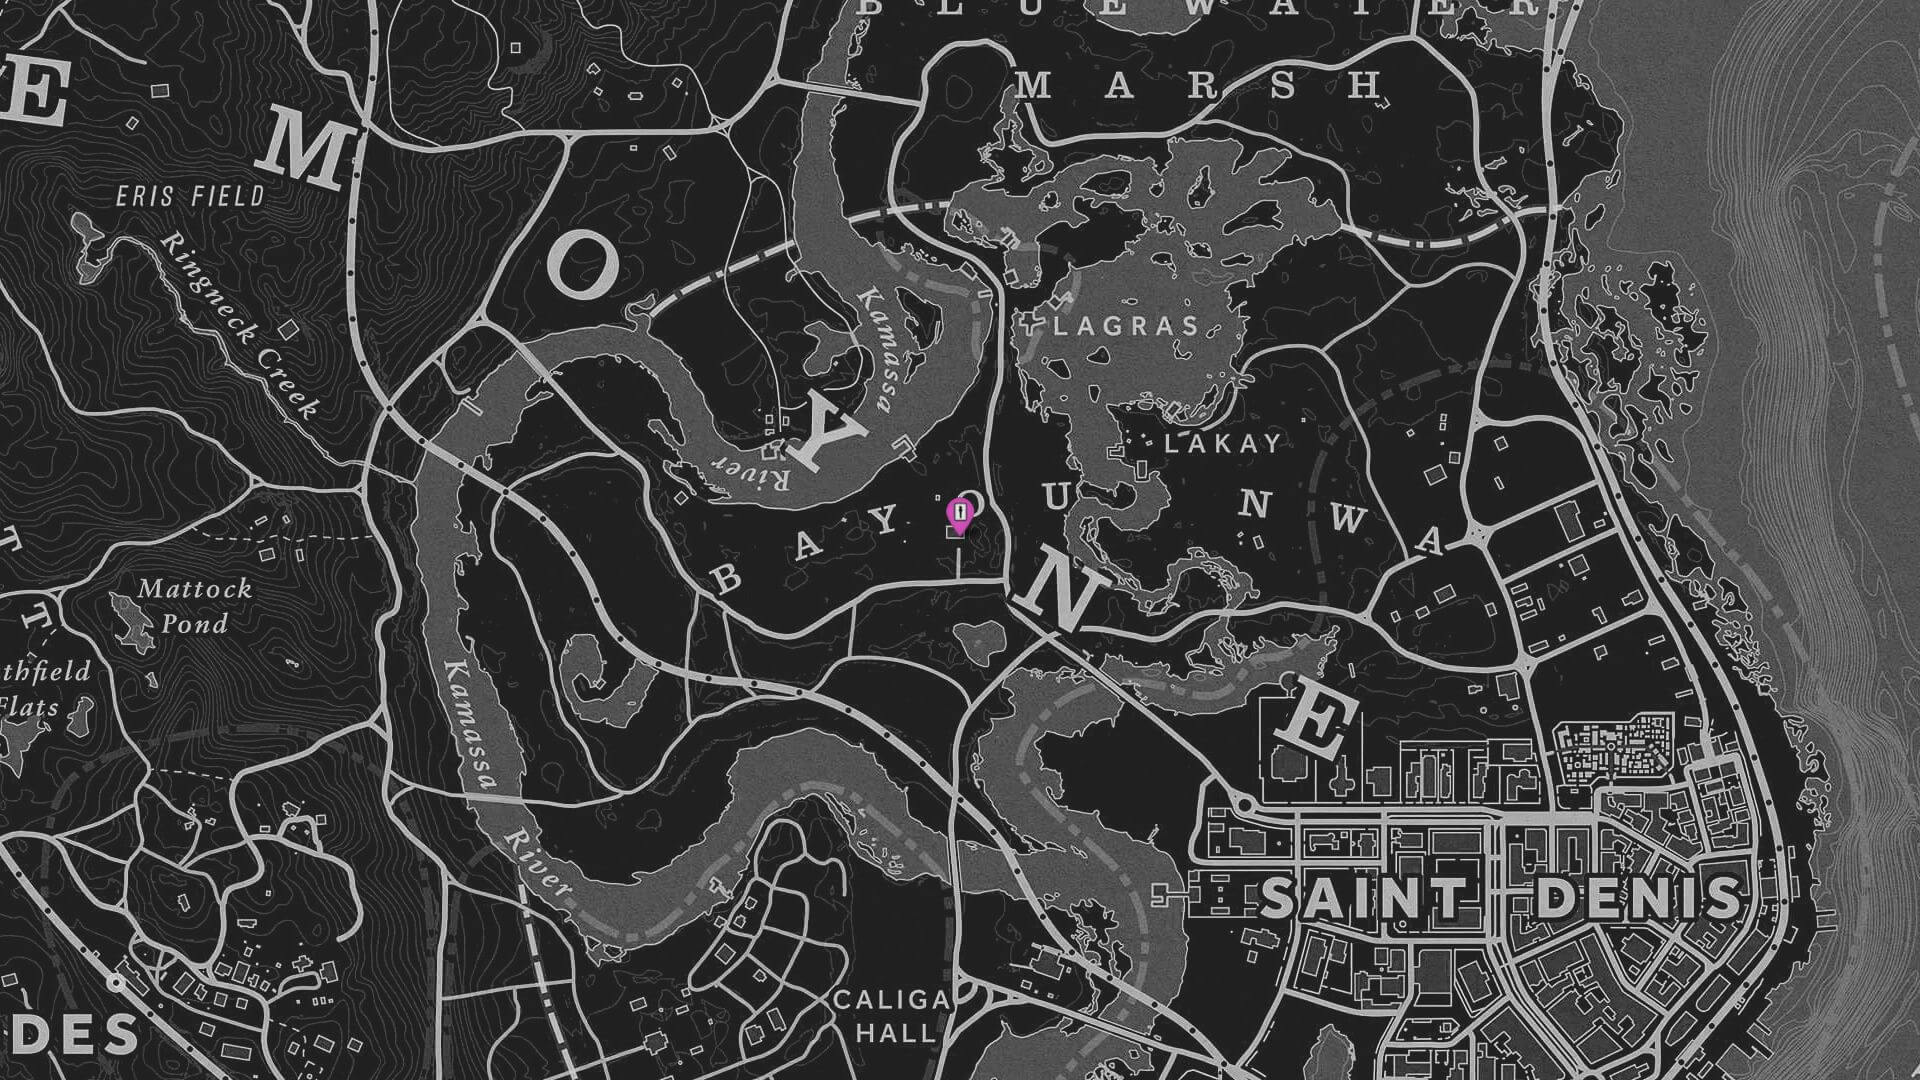 BLUEWATER
MARSH
LEMOYNE
ERIS FIELD
Ringneck Creek
Kamassa
River
LAGRAS
LAKAY
BAYOU NWA
Mattock
Pond
thfield
Flats
Kamassa
River
SAINT DENIS
CALIGA
HALL
DES